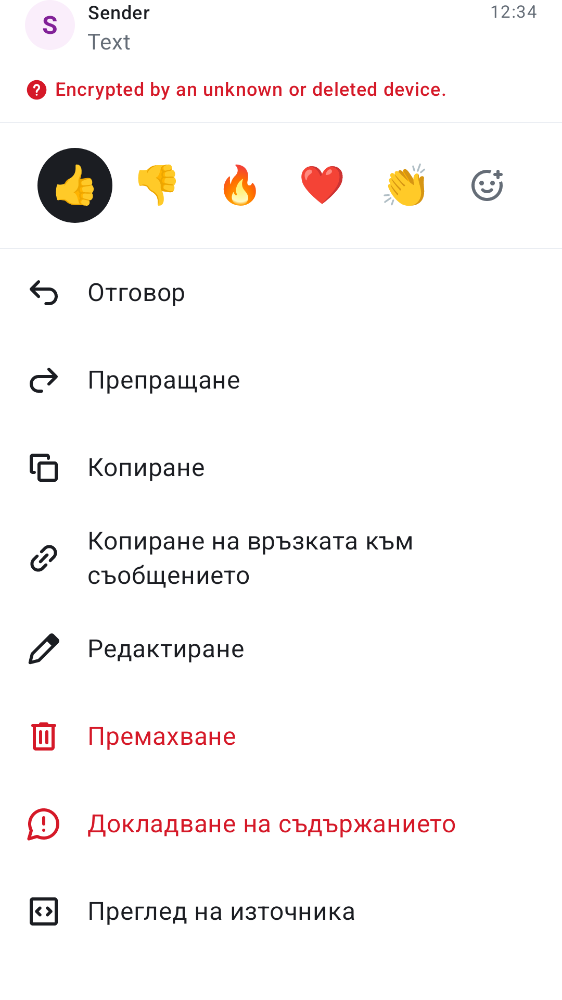 S
Sender
12:34
Text
Encrypted by an unknown or deleted device.
Отговор
Препращане
Копиране
Копиране на връзката към
съобщението
Редактиране
Премахване
Докладване на съдържанието
Преглед на източника